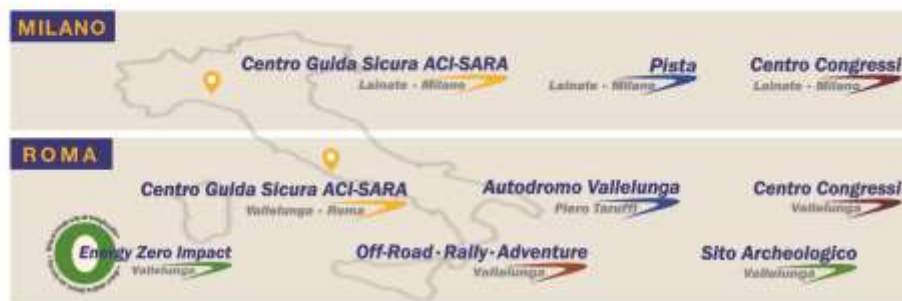 MILANO
Centro Guida Sicura ACI-SARA
Lainate - Milano
Pista
Lainate - Milano
Centro Congressi
Lainate - Milano
ROMA
Centro Guida Sicura ACI-SARA
Vallelunga - Roma
Autodromo Vallelunga
Piero Taruffi
Centro Congressi
Vallelunga
Energy Zero Impact
Vallelunga
Off-Road·Rally·Adventure
Vallelunga
Sito Archeologico
Vallelunga